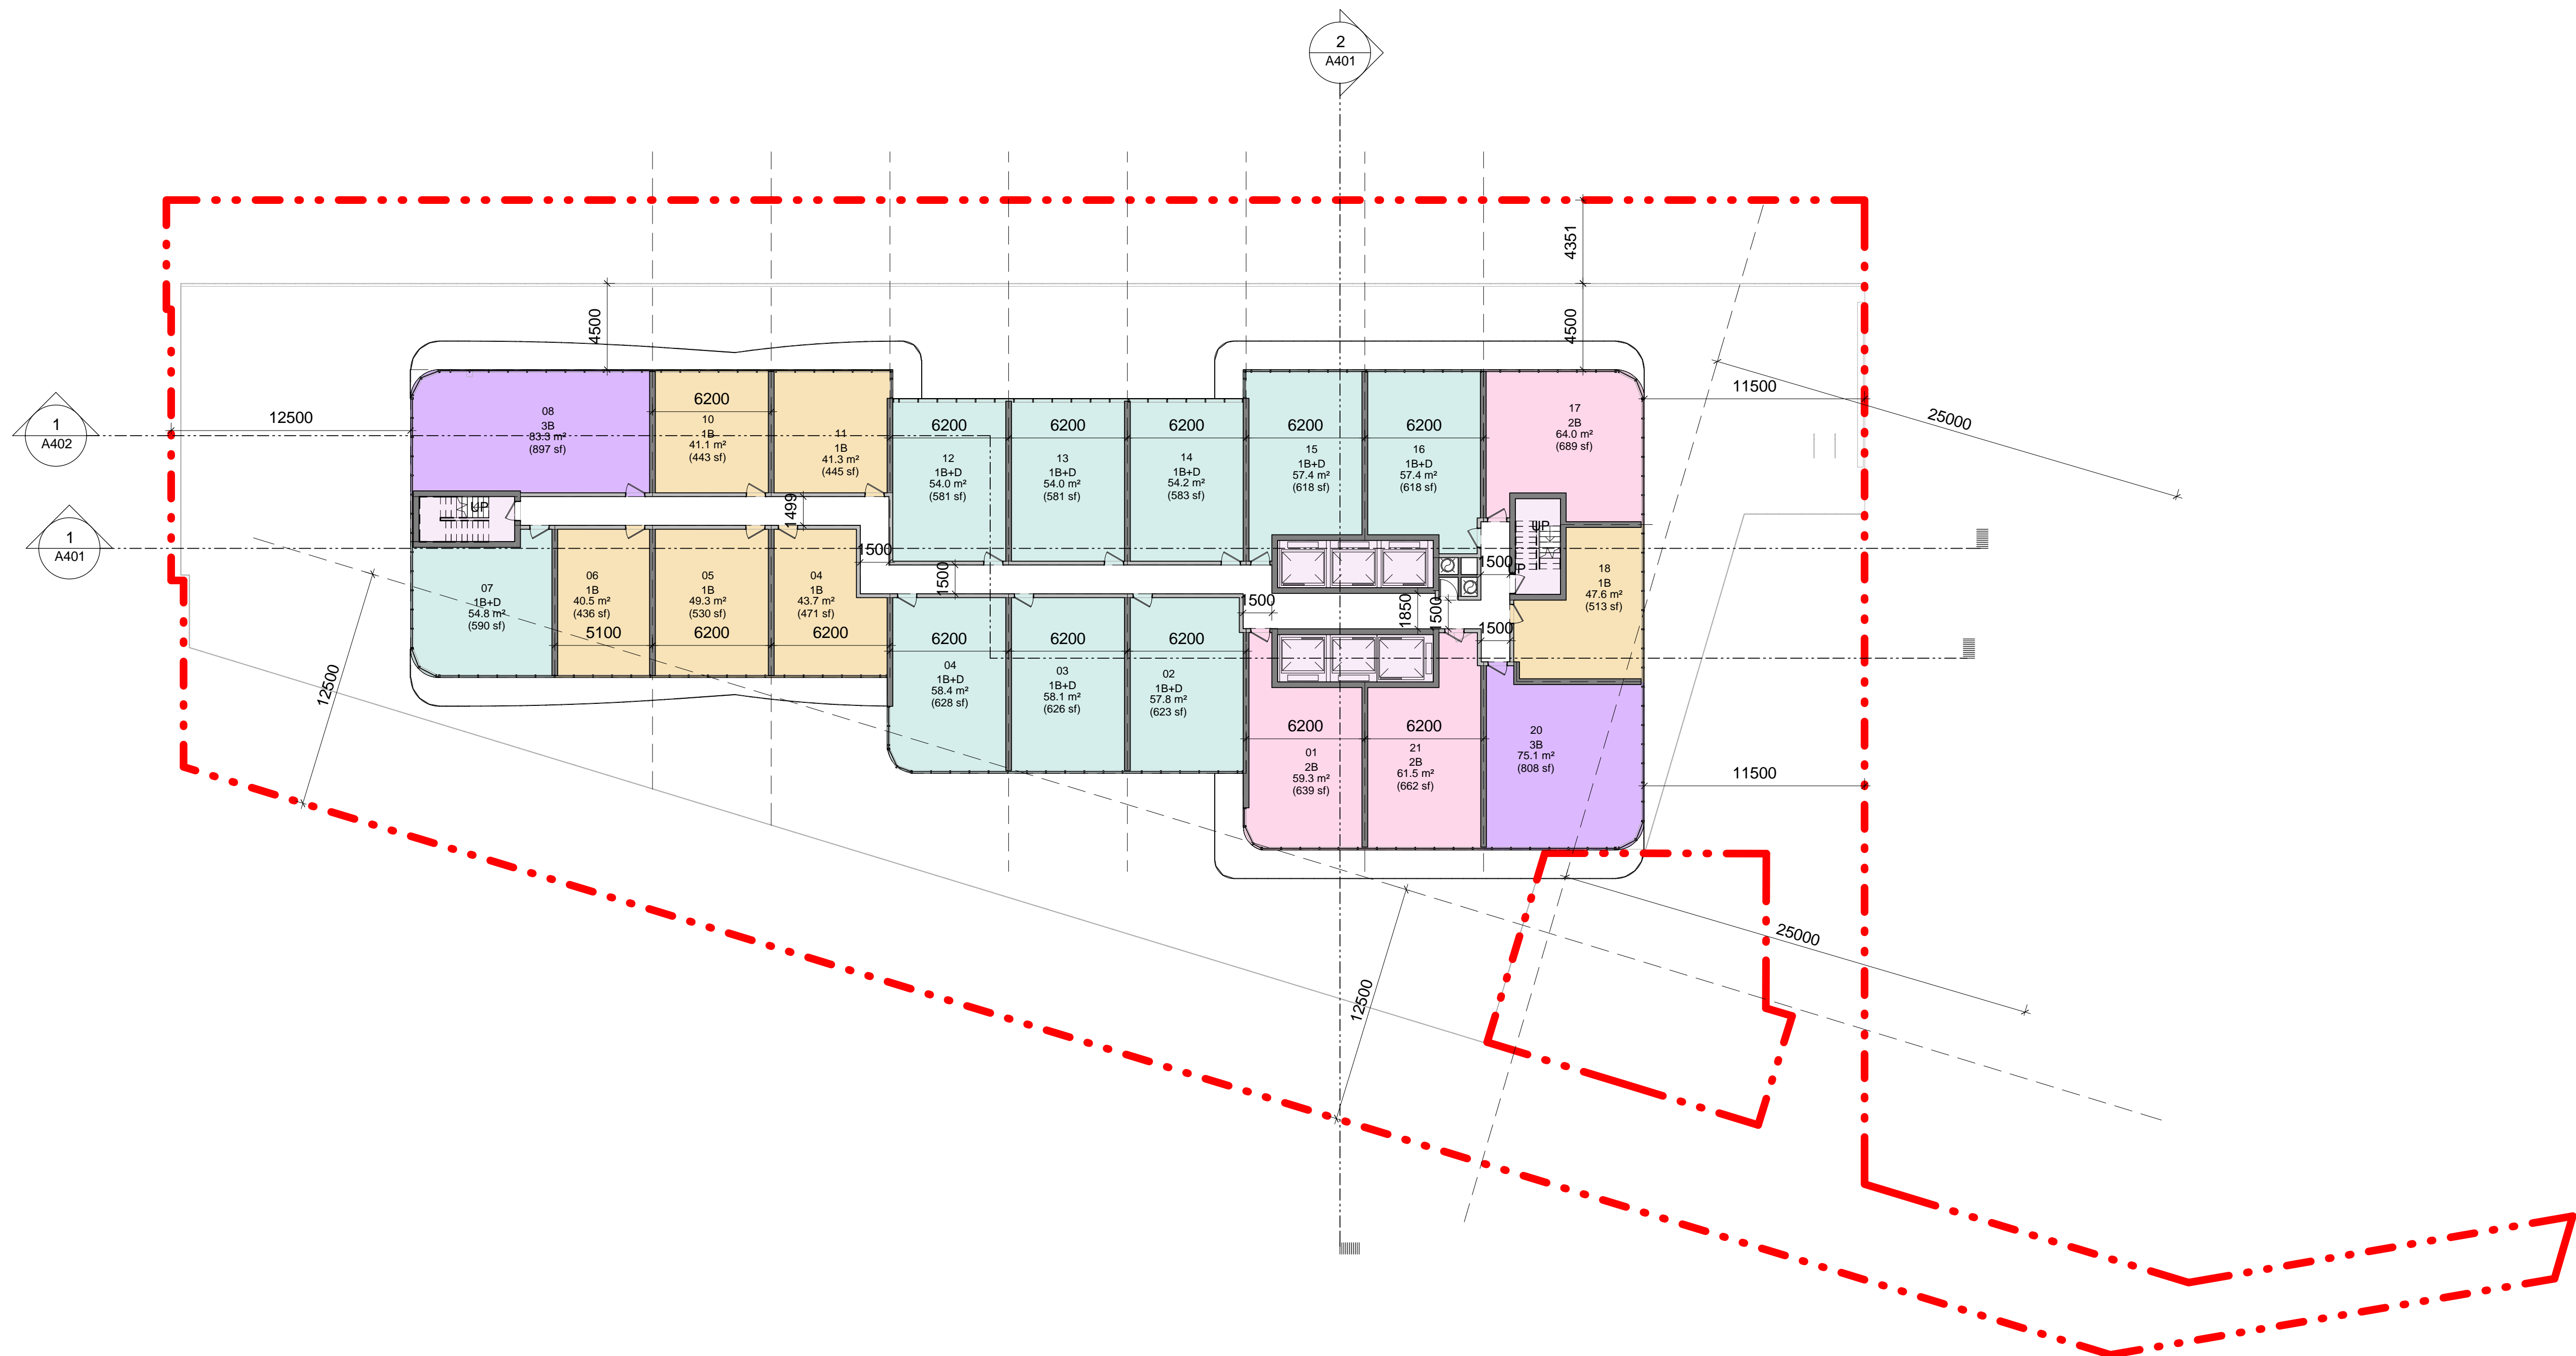 2
A401
4351
4500
4500
11500
25000
12500
1
A402
1
A401
08
3B
83.3 m²
(897 sf)
6200
10
1B
41.1 m²
(443 sf)
11
1B
41.3 m²
(445 sf)
6200
12
1B+D
54.0 m²
(581 sf)
6200
13
1B+D
54.0 m²
(581 sf)
6200
14
1B+D
54.2 m²
(583 sf)
6200
15
1B+D
57.4 m²
(618 sf)
6200
16
1B+D
57.4 m²
(618 sf)
17
2B
64.0 m²
(689 sf)
UP
1499
1500
1500
UP
1500
UP
18
1B
47.6 m²
(513 sf)
07
1B+D
54.8 m²
(590 sf)
06
1B
40.5 m²
(436 sf)
5100
05
1B
49.3 m²
(530 sf)
6200
04
1B
43.7 m²
(471 sf)
6200
1500
1850
1500
1500
6200
04
1B+D
58.4 m²
(628 sf)
6200
03
1B+D
58.1 m²
(626 sf)
6200
02
1B+D
57.8 m²
(623 sf)
6200
01
2B
59.3 m²
(639 sf)
6200
21
2B
61.5 m²
(662 sf)
20
3B
75.1 m²
(808 sf)
11500
12500
25000
12500